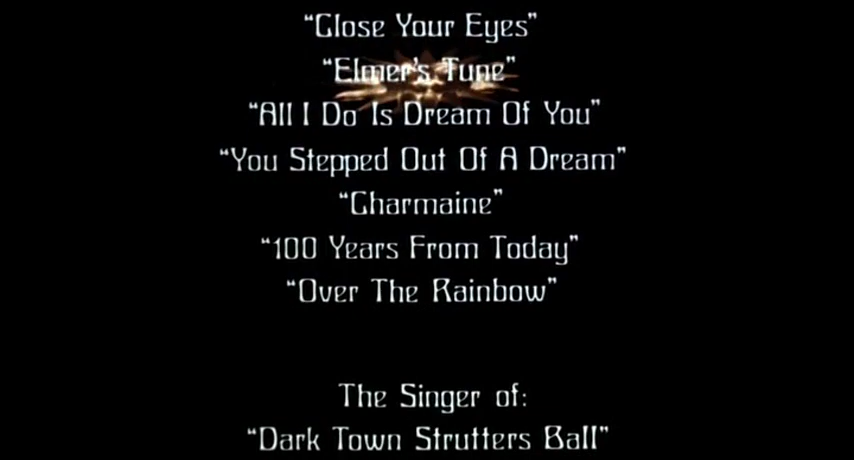 “Close Your Eyes”
“Elmer's Tune”
“All I Do Is Dream Of You”
“You Stepped Out Of A Dream”
“Charmaine”
“100 Years From Today”
“Over The Rainbow”
The Singer of:
“Dark Town Strutters Ball”